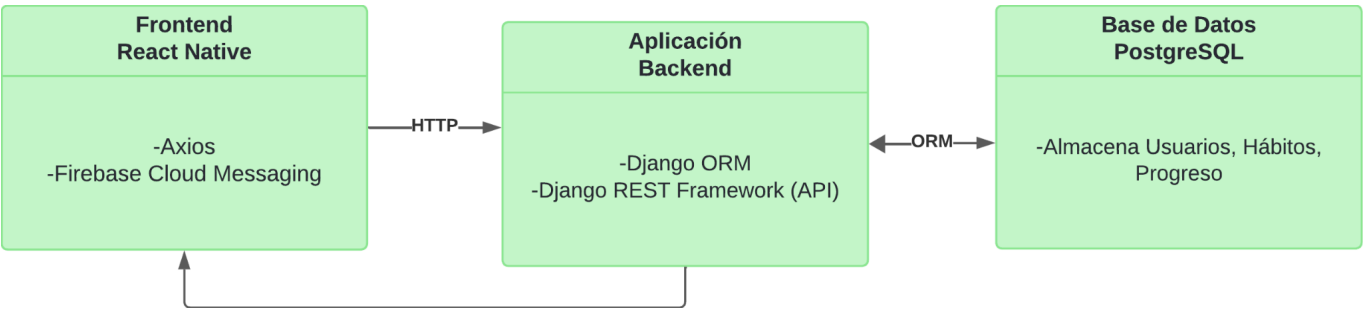 Frontend
React Native
-Axios
-Firebase Cloud Messaging
HTTP
Aplicación
Backend
-Django ORM
-Django REST Framework (API)
ORM
Base de Datos
PostgreSQL
-Almacena Usuarios, Hábitos,
Progreso